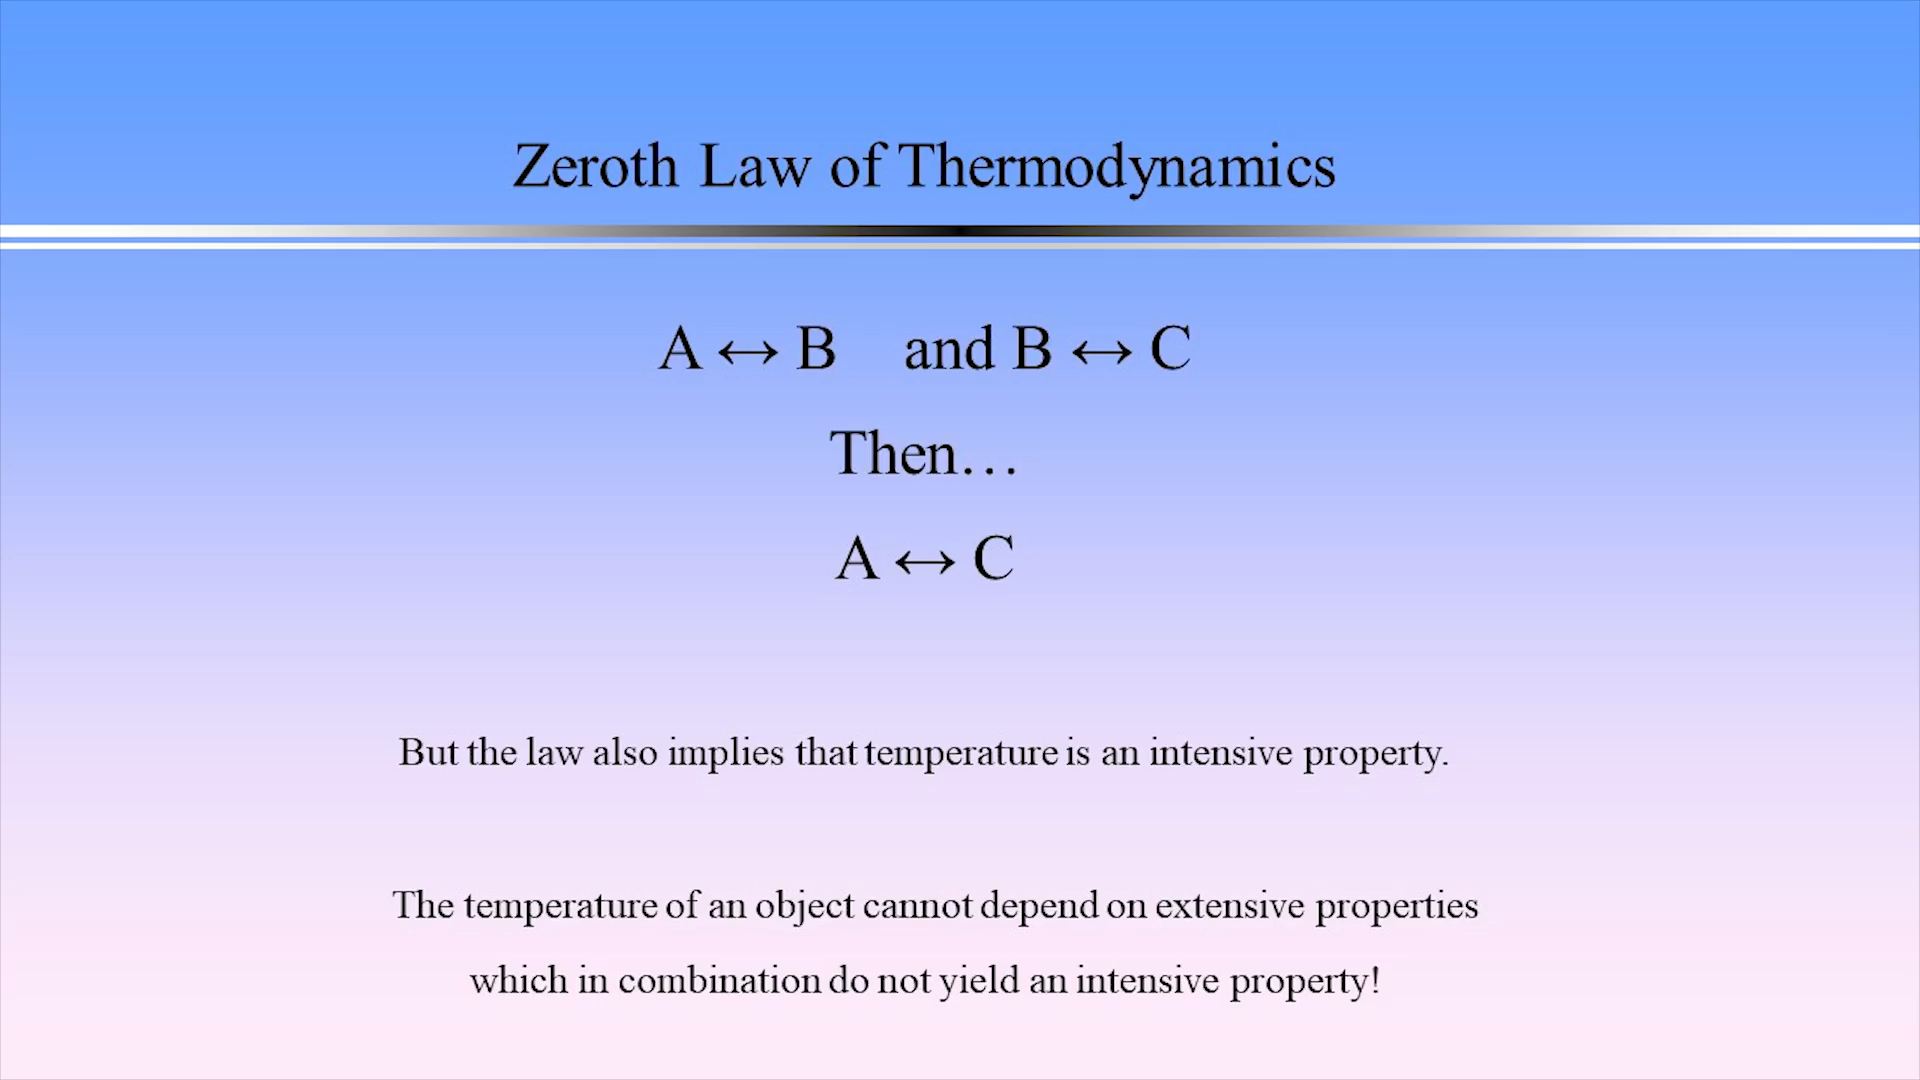 Zeroth Law of Thermodynamics
A ↔ B and B ↔ C
Then…
A ↔ C
But the law also implies that temperature is an intensive property.
The temperature of an object cannot depend on extensive properties
which in combination do not yield an intensive property!